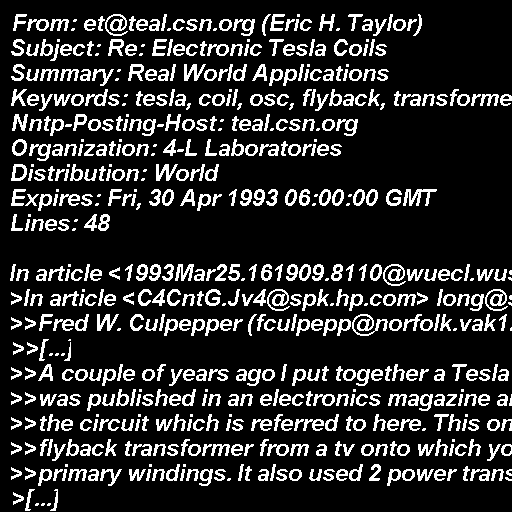 From: et@teal.csn.org (Eric H. Taylor)
Subject: Re: Electronic Tesla Coils
Summary: Real World Applications
Keywords: tesla, coil, osc, flyback, transforme
Nntp-Posting-Host: teal.csn.org
Organization: 4-L Laboratories
Distribution: World
Expires: Fri, 30 Apr 1993 06:00:00 GMT
Lines: 48

In article <1993Mar25.161909.8110@wuecl.wus
>In article <C4CntG.Jv4@spk.hp.com> long@s
>>Fred W. Culpepper (fculpepp@norfolk.vak1.
>>[...]
>>A couple of years ago I put together a Tesla
>>was published in an electronics magazine a
>>the circuit which is referred to here. This on
>>flyback transformer from a tv onto which yo
>>primary windings. It also used 2 power trans
>[...]